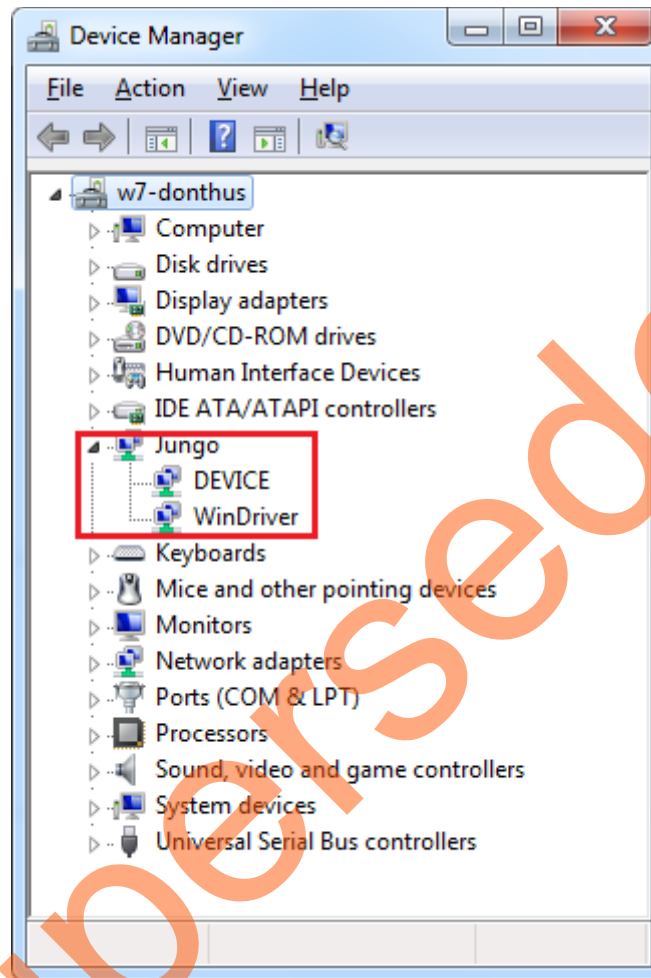 Device Manager
File Action View Help
w7-donthus
Computer
Disk drives
Display adapters
DVD/CD-ROM drives
Human Interface Devices
IDE ATA/ATAPI controllers
Jungo
DEVICE
WinDriver
Keyboards
Mice and other pointing devices
Monitors
Network adapters
Ports (COM & LPT)
Processors
Sound, video and game controllers
System devices
Universal Serial Bus controllers